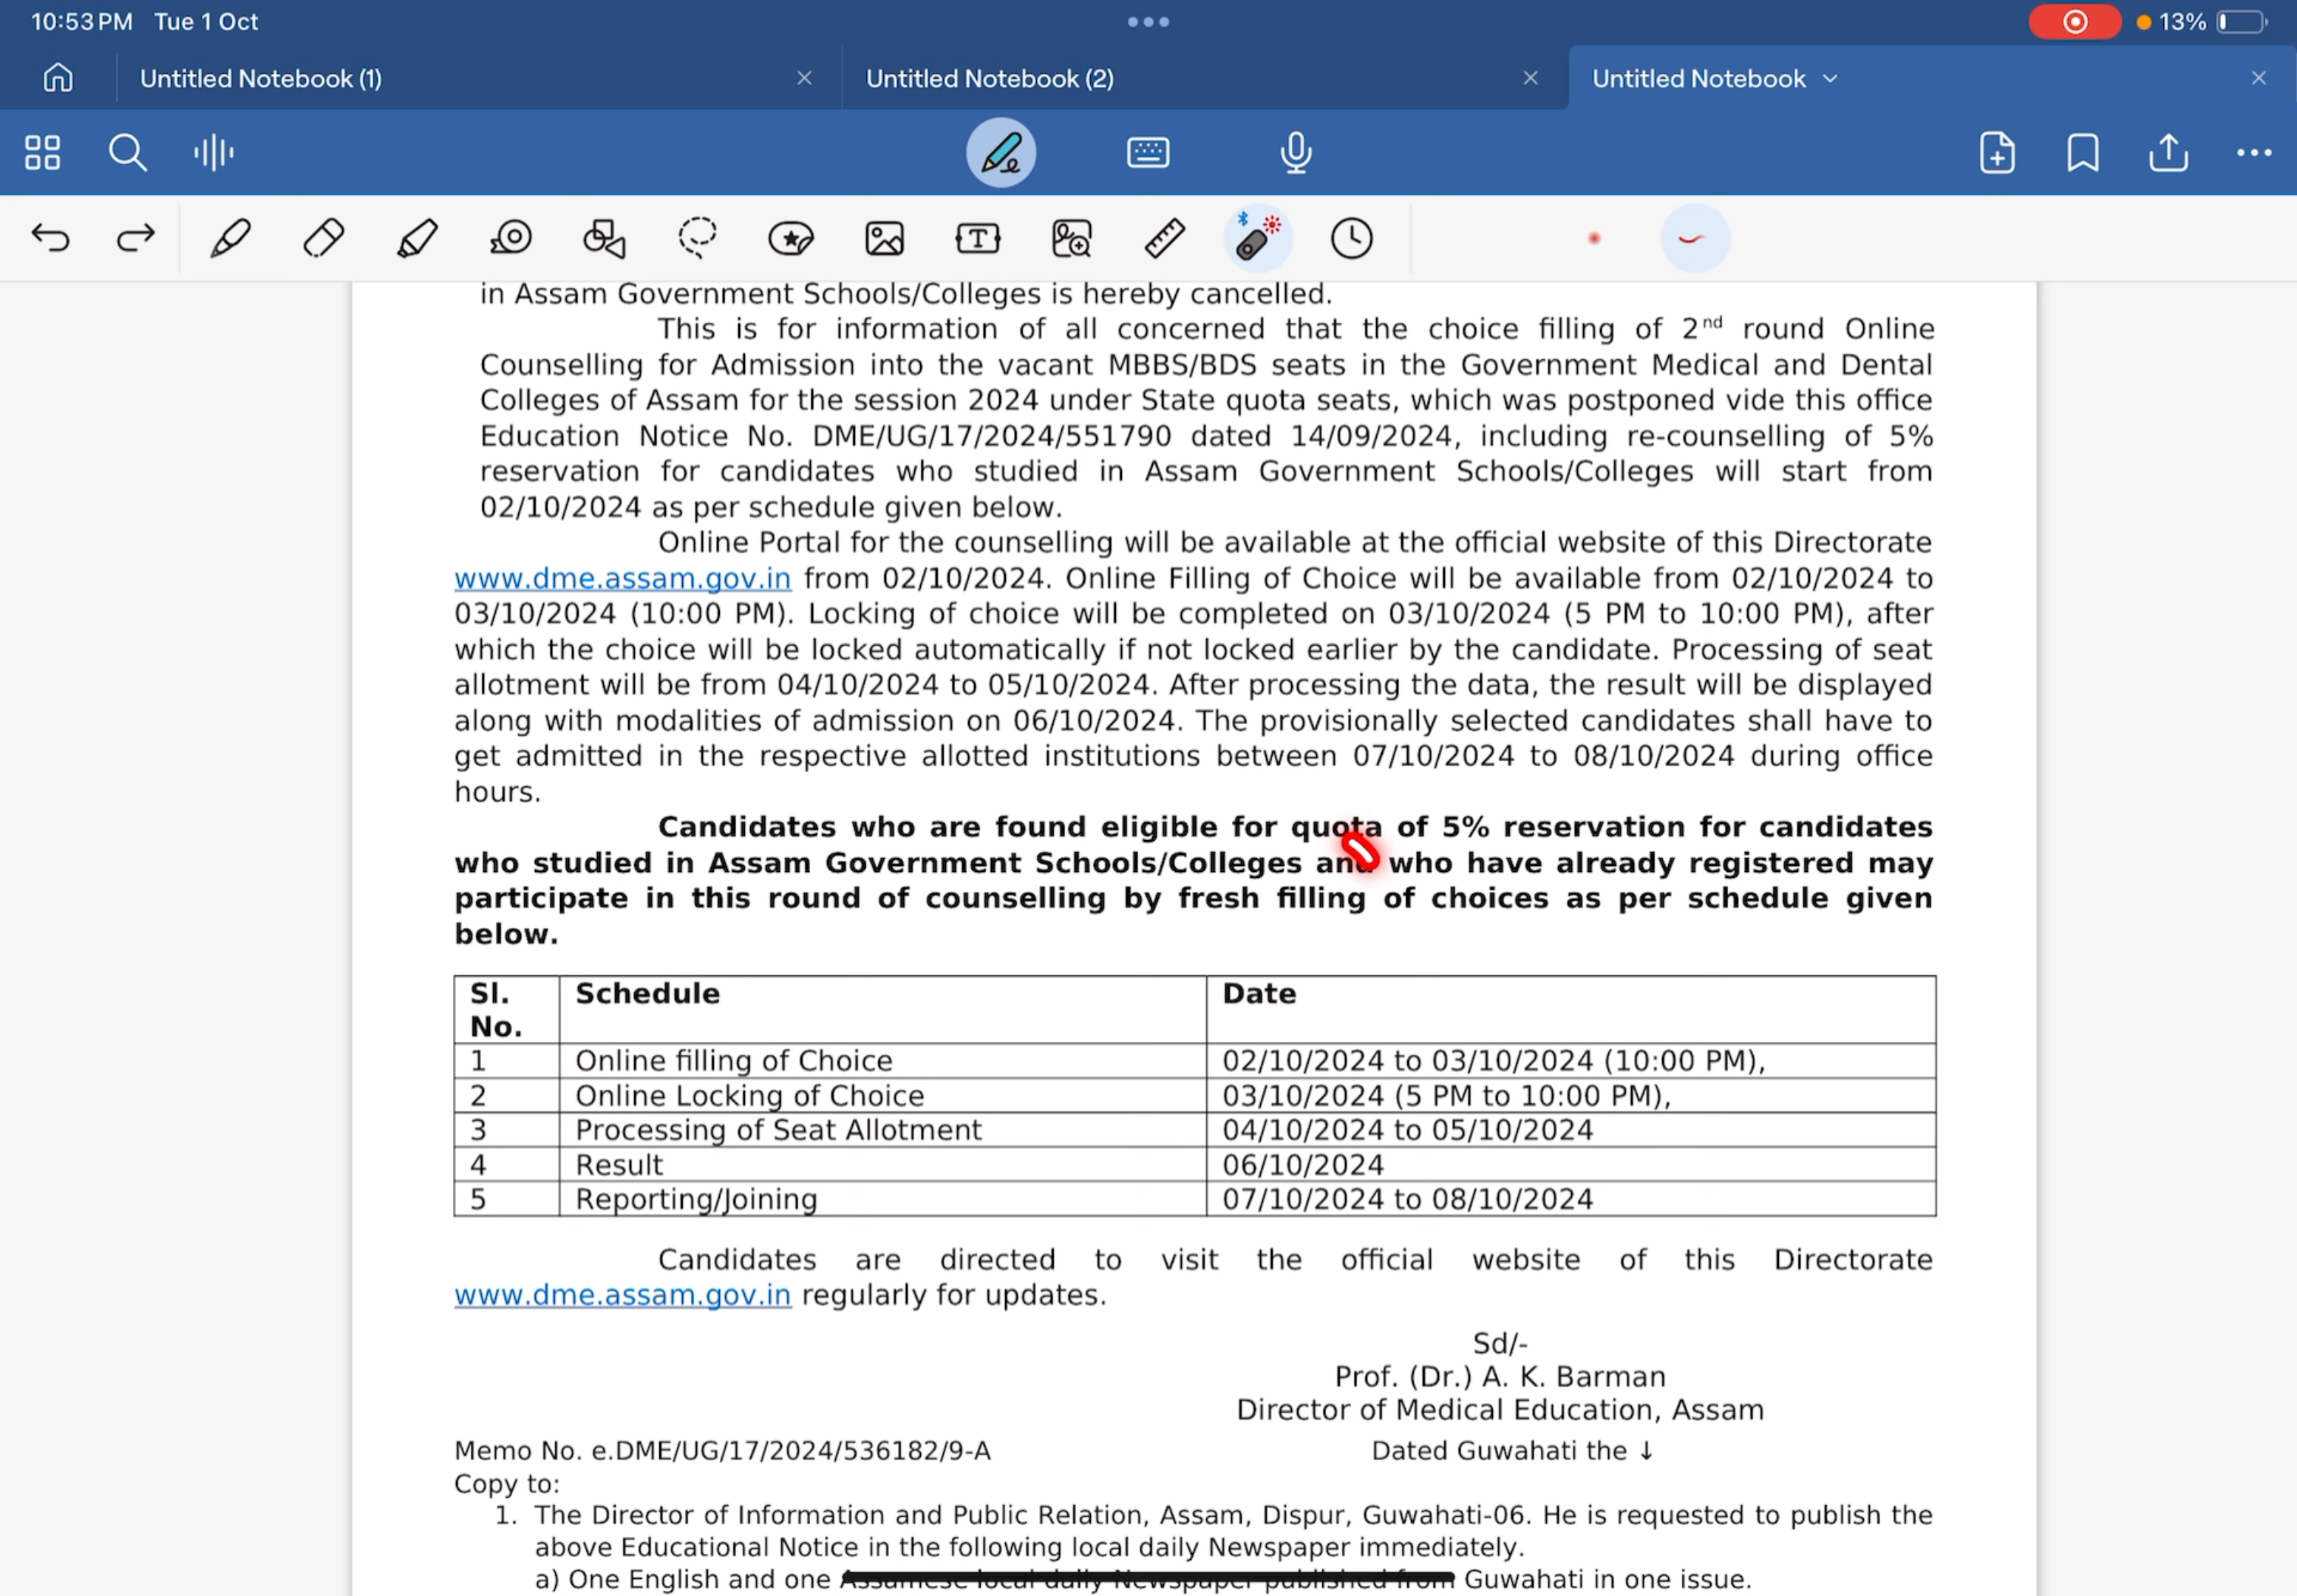 10:53 PM Tue 1 Oct
13%
Untitled Notebook (1)
Untitled Notebook (2)
Untitled Notebook
in Assam Government Schools/Colleges is hereby cancelled.
This is for information of all concerned that the choice filling of 2nd round Online
Counselling for Admission into the vacant MBBS/BDS seats in the Government Medical and Dental
Colleges of Assam for the session 2024 under State quota seats, which was postponed vide this office
Education Notice No. DME/UG/17/2024/551790 dated 14/09/2024, including re-counselling of 5%
reservation for candidates who studied in Assam Government Schools/Colleges will start from
02/10/2024 as per schedule given below.
Online Portal for the counselling will be available at the official website of this Directorate
www.dme.assam.gov.in from 02/10/2024. Online Filling of Choice will be available from 02/10/2024 to
03/10/2024 (10:00 PM). Locking of choice will be completed on 03/10/2024 (5 PM to 10:00 PM), after
which the choice will be locked automatically if not locked earlier by the candidate. Processing of seat
allotment will be from 04/10/2024 to 05/10/2024. After processing the data, the result will be displayed
along with modalities of admission on 06/10/2024. The provisionally selected candidates shall have to
get admitted in the respective allotted institutions between 07/10/2024 to 08/10/2024 during office
hours.
Candidates who are found eligible for quota of 5% reservation for candidates
who studied in Assam Government Schools/Colleges and who have already registered may
participate in this round of counselling by fresh filling of choices as per schedule given
below.
Sl. No. Schedule Date
1 Online filling of Choice 02/10/2024 to 03/10/2024 (10:00 PM),
2 Online Locking of Choice 03/10/2024 (5 PM to 10:00 PM),
3 Processing of Seat Allotment 04/10/2024 to 05/10/2024
4 Result 06/10/2024
5 Reporting/Joining 07/10/2024 to 08/10/2024
Candidates are directed to visit the official website of this Directorate
www.dme.assam.gov.in regularly for updates.
Sd/-
Prof. (Dr.) A. K. Barman
Director of Medical Education, Assam
Memo No. e.DME/UG/17/2024/536182/9-A Dated Guwahati the ↓
Copy to:
1. The Director of Information and Public Relation, Assam, Dispur, Guwahati-06. He is requested to publish the
above Educational Notice in the following local daily Newspaper immediately.
a) One English and one Assamese local daily Newspaper published from Guwahati in one issue.